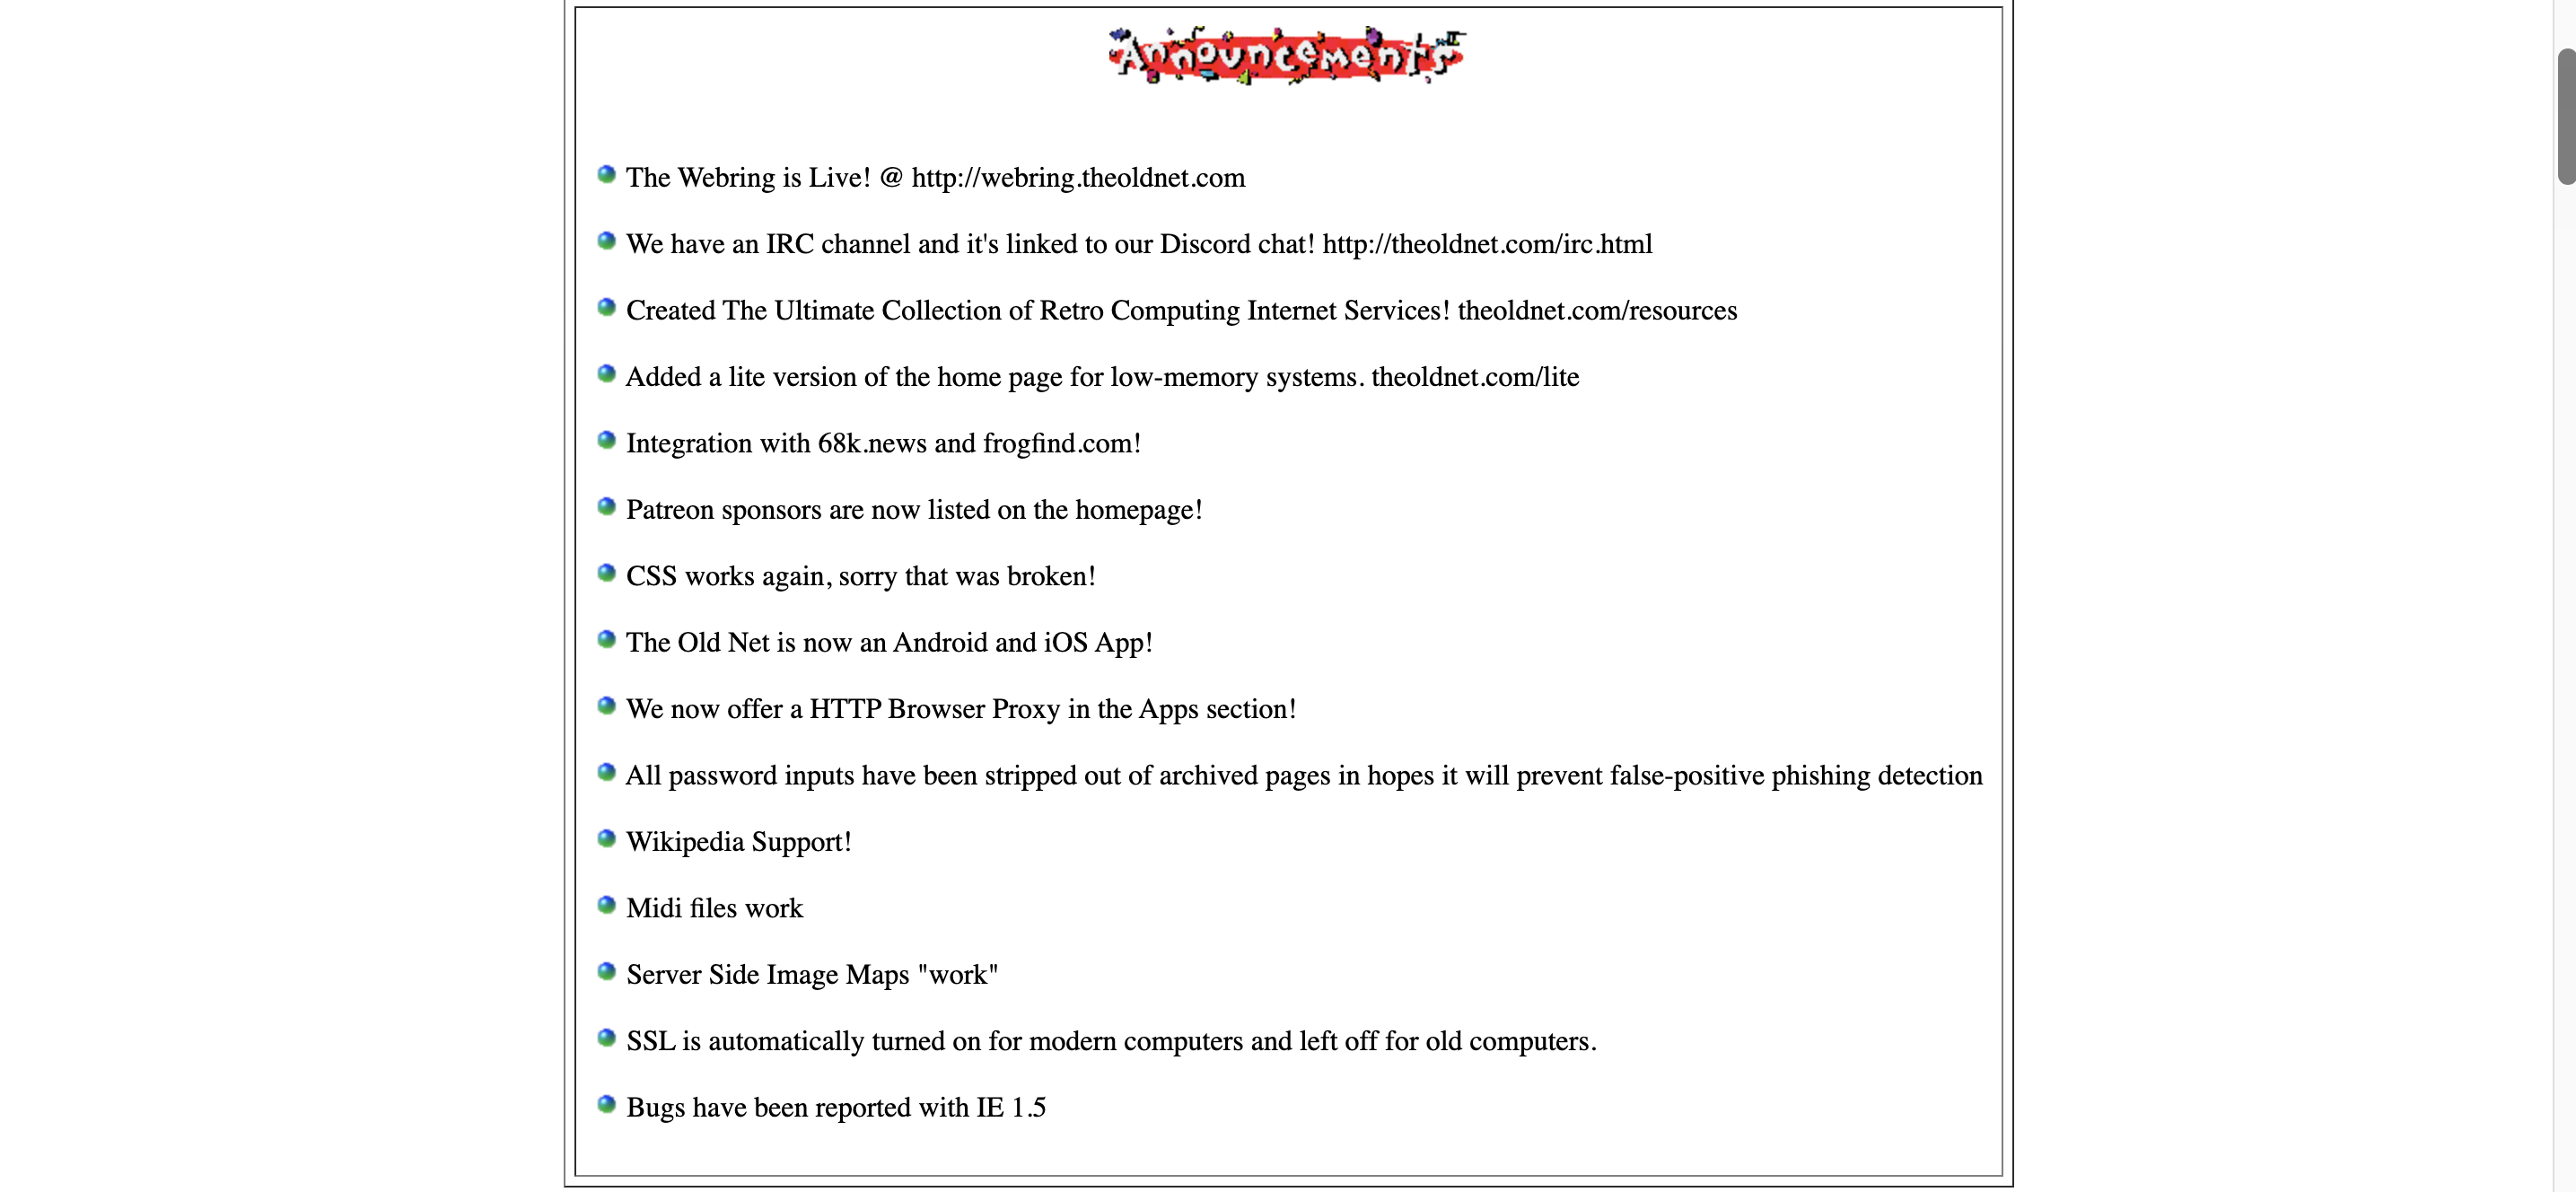 Announcements
The Webring is Live! @ http://webring.theoldnet.com
We have an IRC channel and it's linked to our Discord chat! http://theoldnet.com/irc.html
Created The Ultimate Collection of Retro Computing Internet Services! theoldnet.com/resources
Added a lite version of the home page for low-memory systems. theoldnet.com/lite
Integration with 68k.news and frogfind.com!
Patreon sponsors are now listed on the homepage!
CSS works again, sorry that was broken!
The Old Net is now an Android and iOS App!
We now offer a HTTP Browser Proxy in the Apps section!
All password inputs have been stripped out of archived pages in hopes it will prevent false-positive phishing detection
Wikipedia Support!
Midi files work
Server Side Image Maps "work"
SSL is automatically turned on for modern computers and left off for old computers.
Bugs have been reported with IE 1.5